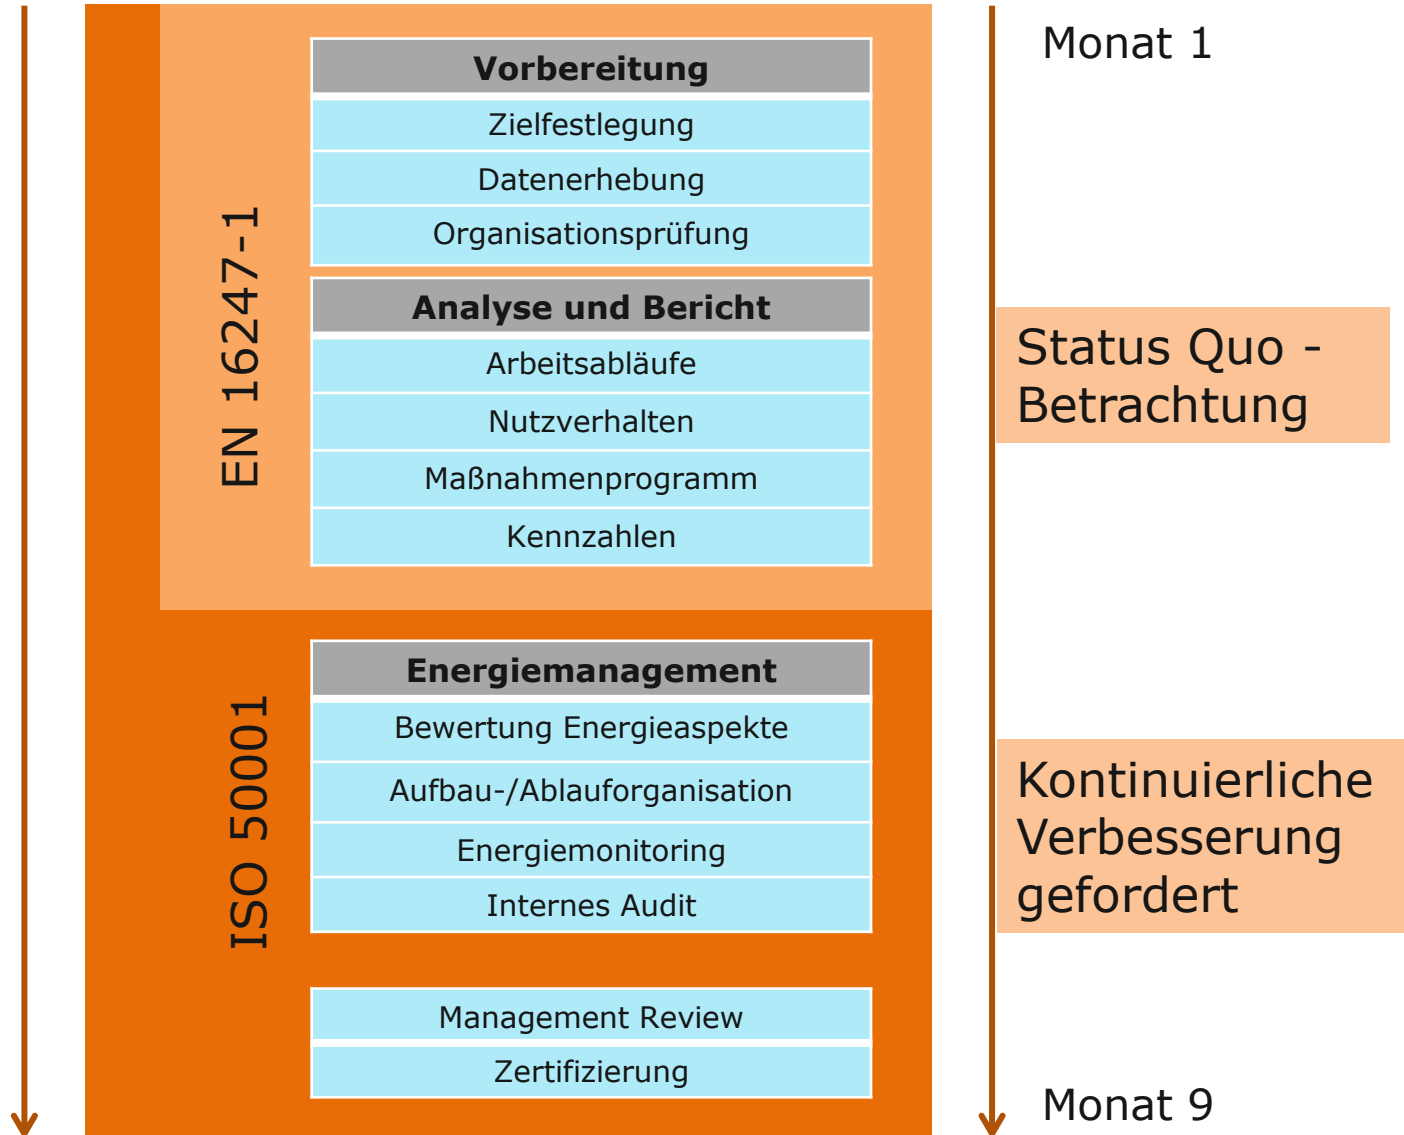 Monat 1
Vorbereitung
Zielfestlegung
Datenerhebung
Organisationsprüfung
EN 16247-1
Analyse und Bericht
Arbeitsabläufe
Nutzverhalten
Maßnahmenprogramm
Kennzahlen
Status Quo -
Betrachtung
Energiemanagement
Bewertung Energieaspekte
Aufbau-/Ablauforganisation
Energiemonitoring
Internes Audit
ISO 50001
Kontinuierliche
Verbesserung
gefordert
Management Review
Zertifizierung
Monat 9